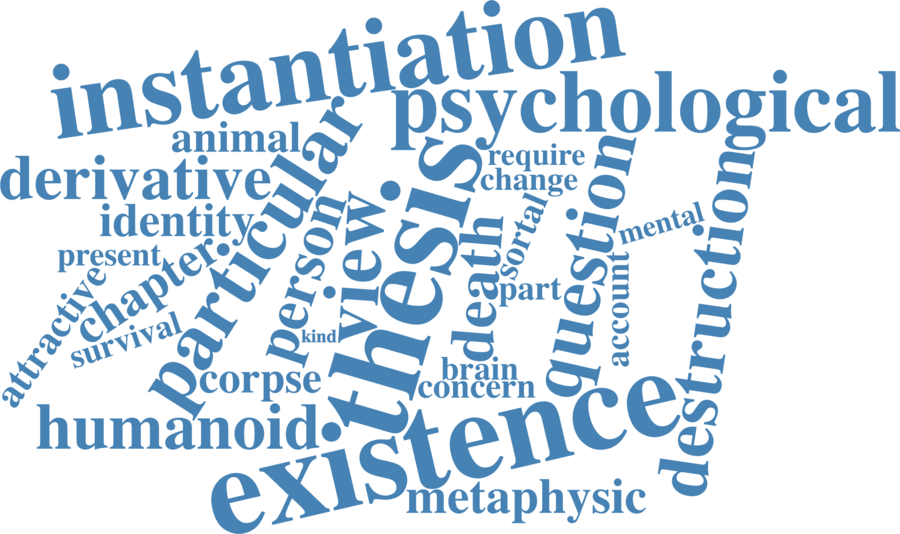 instantiation
psychological
animal
particular
thesis
require
change
derivative
question
destruction
identity
person
view
sortal
mental
death
present
chapter
attractive
survival
part
account
kind
corpse
brain
concern
humanoid
existence
metaphysic